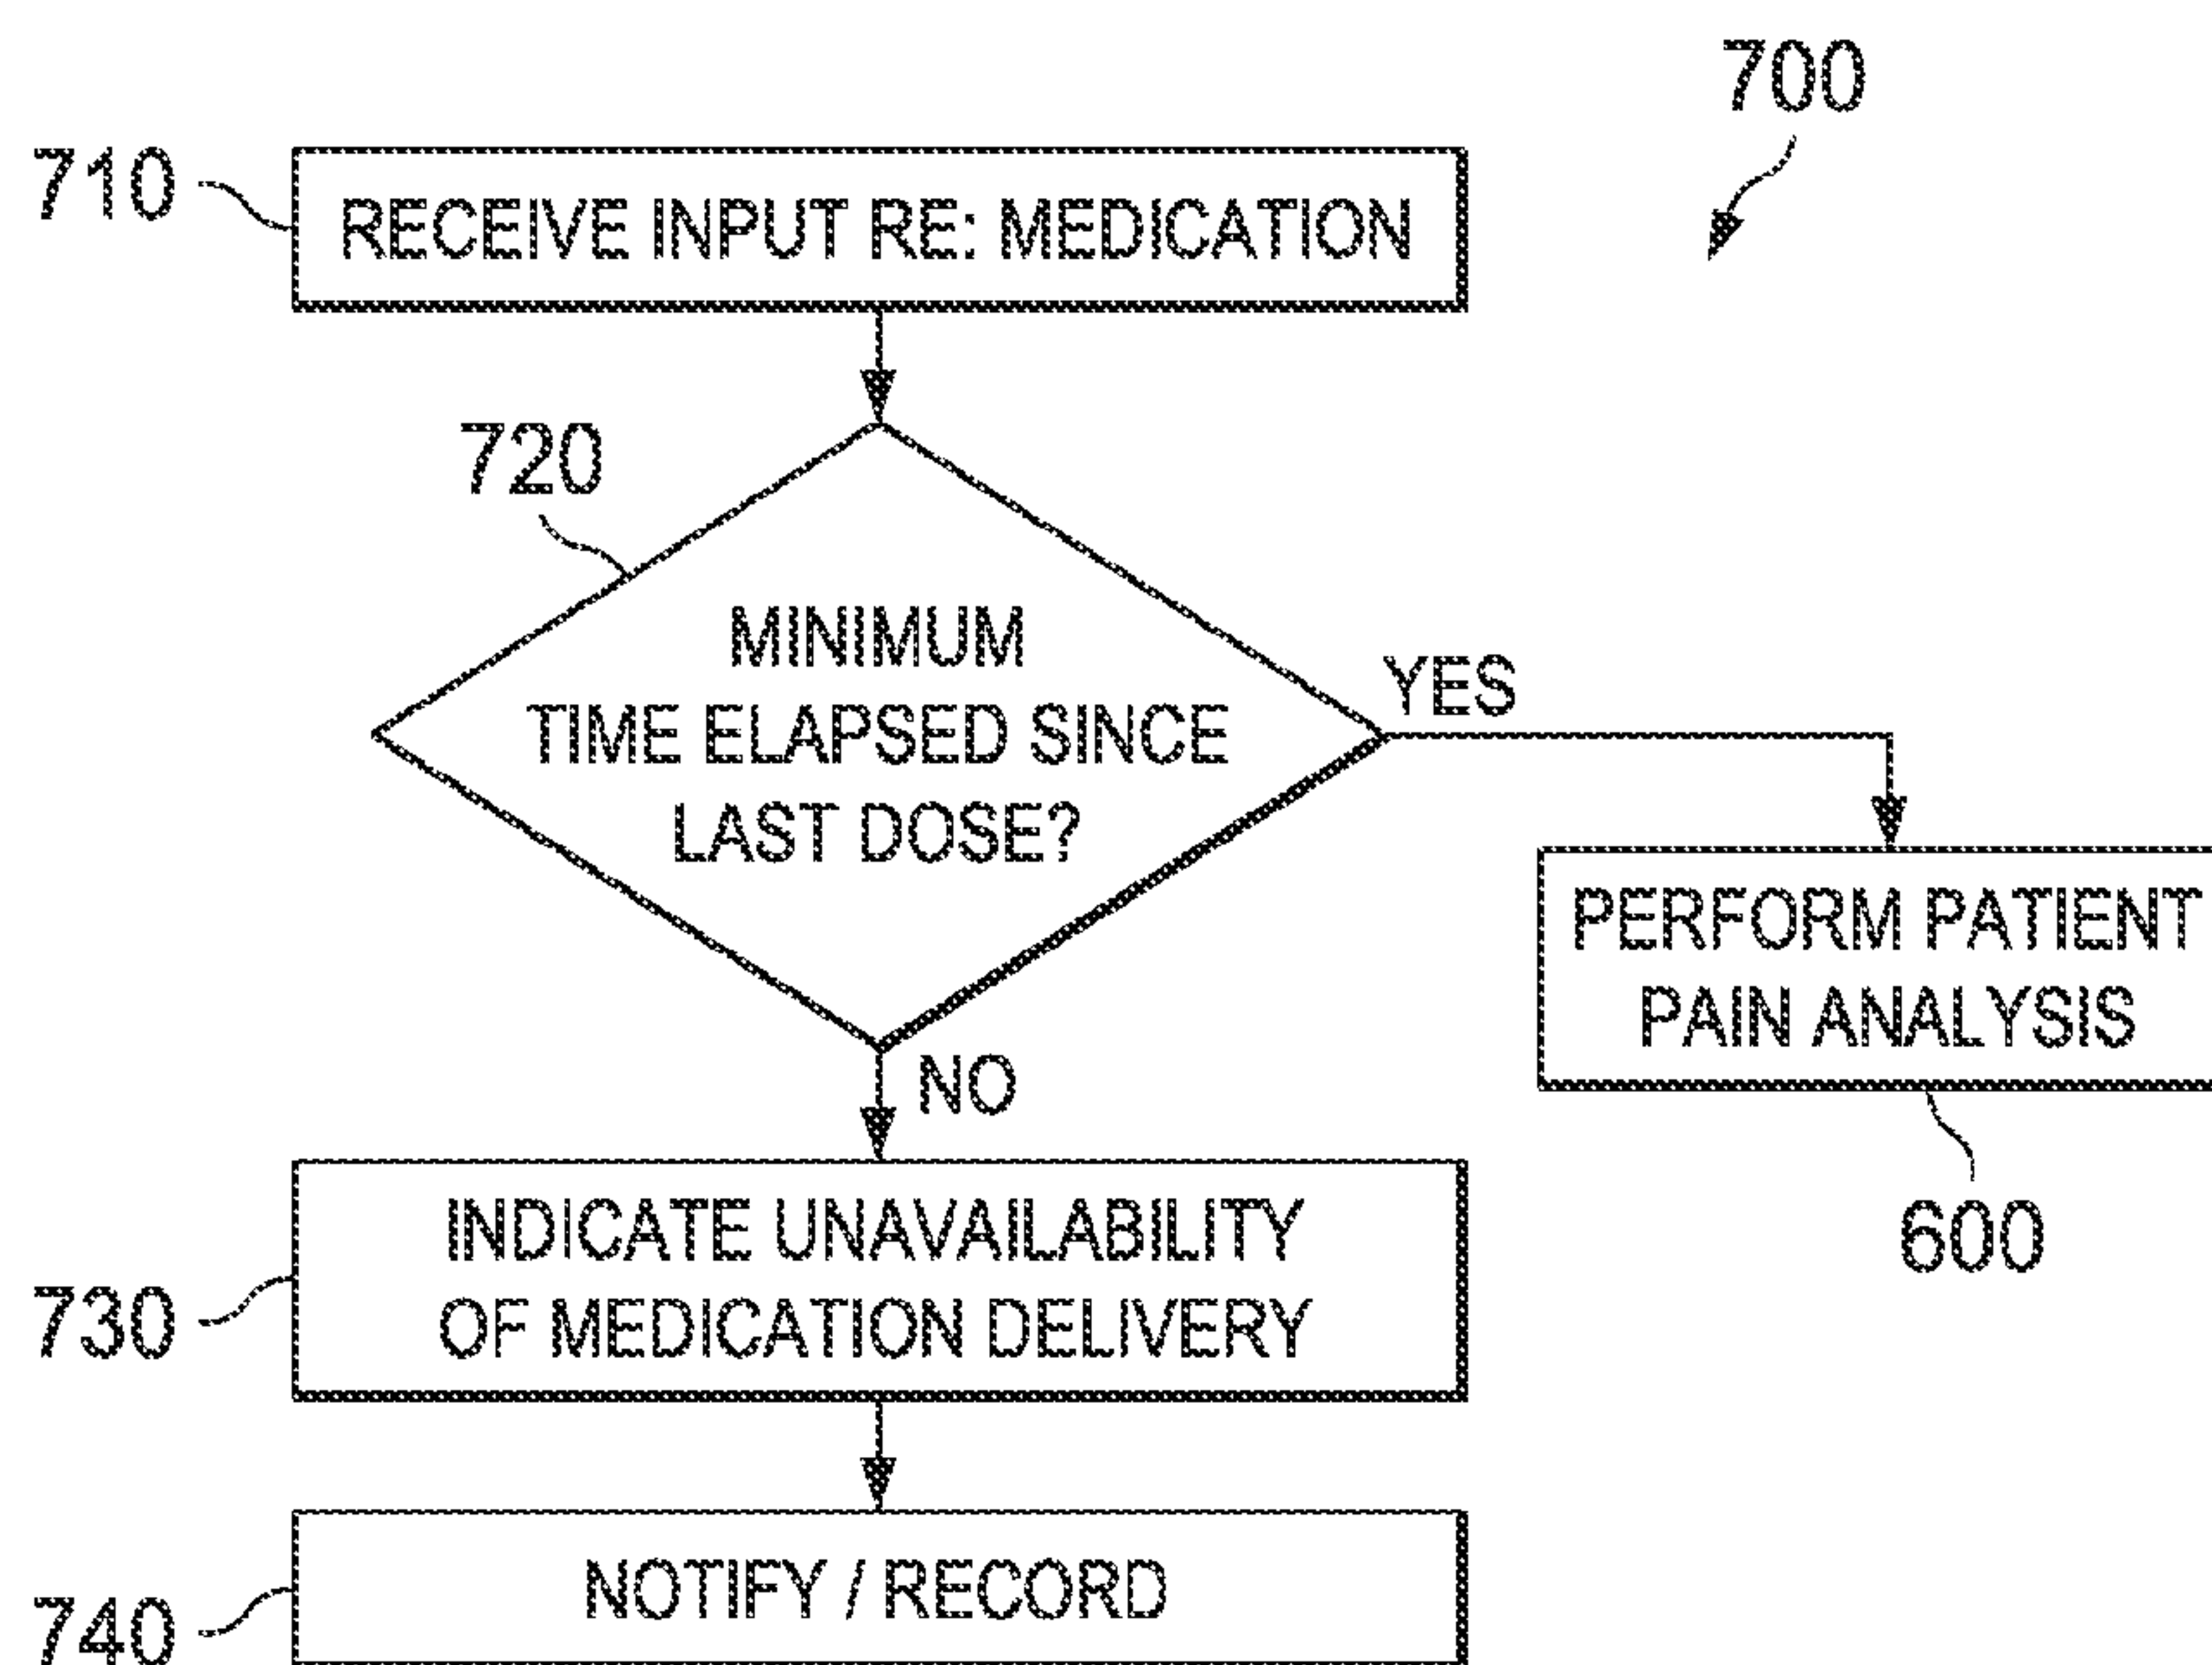 700
710
RECEIVE INPUT RE: MEDICATION
720
MINIMUM
TIME ELAPSED SINCE
LAST DOSE?
YES
PERFORM PATIENT
PAIN ANALYSIS
600
NO
730
INDICATE UNAVAILABILITY
OF MEDICATION DELIVERY
740
NOTIFY / RECORD